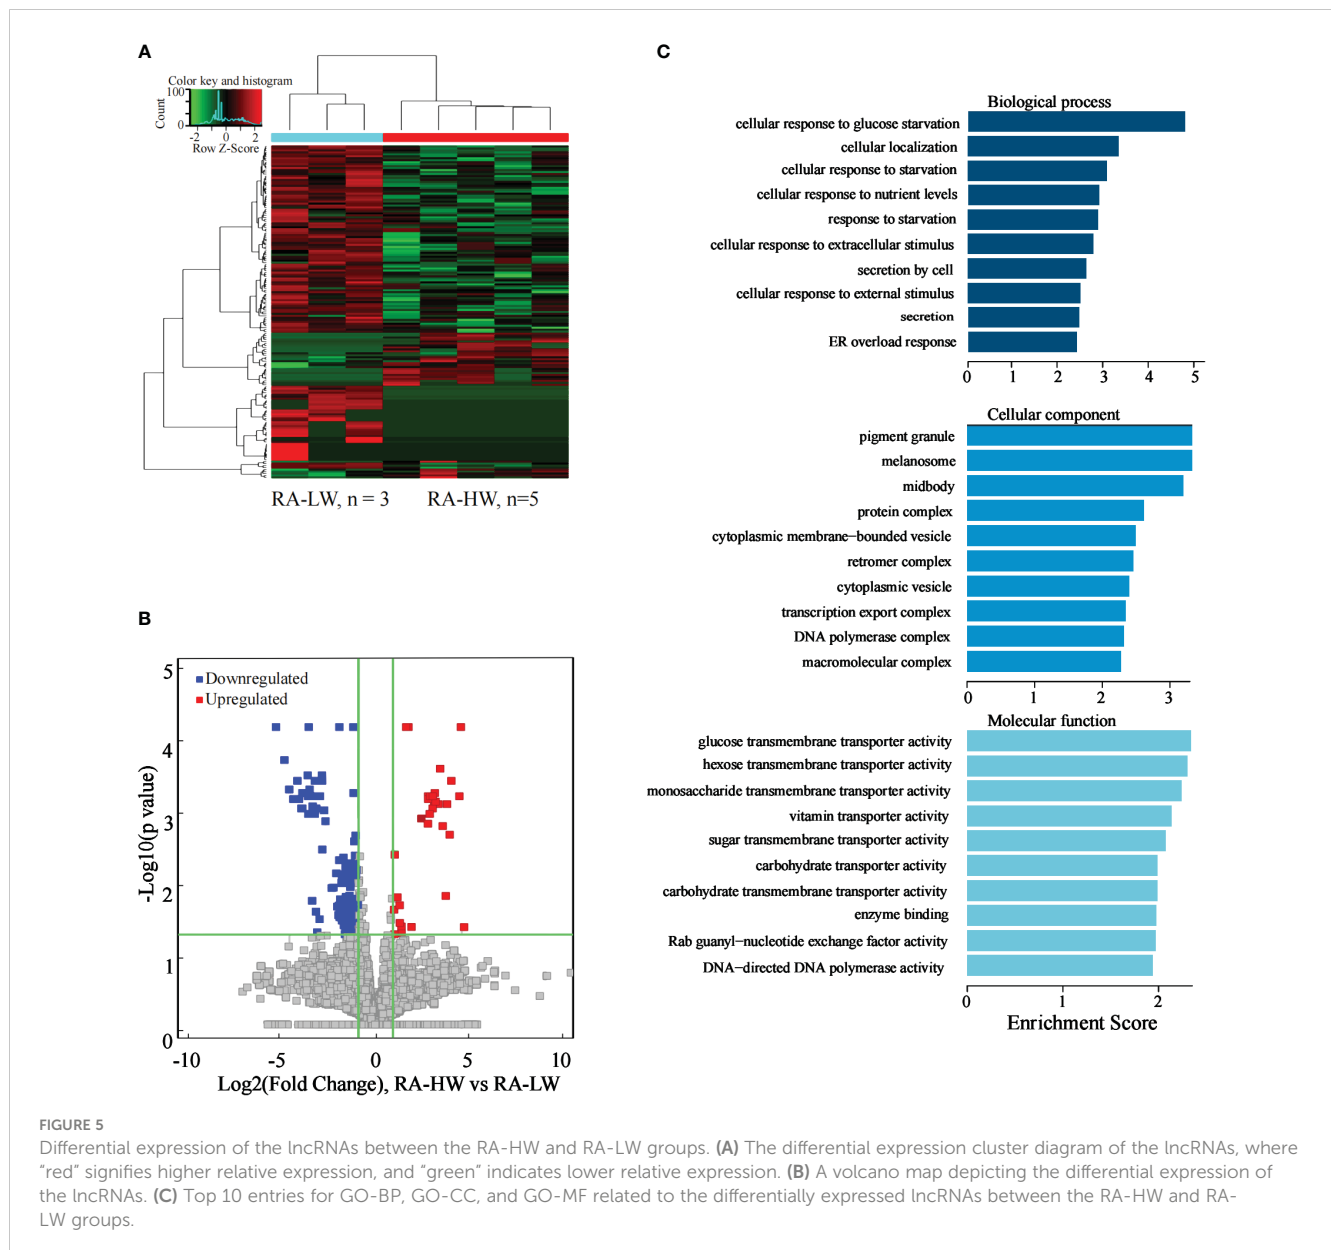 A
Color key and histogram
Count
100
0
-2 0 2
Row Z-Score
RA-LW, n = 3
RA-HW, n=5
B
Downregulated
Upregulated
-Log10(p value)
5
4
3
2
1
0
-10 -5 0 5 10
Log2(Fold Change), RA-HW vs RA-LW
C
Biological process
cellular response to glucose starvation
cellular localization
cellular response to starvation
cellular response to nutrient levels
response to starvation
cellular response to extracellular stimulus
secretion by cell
cellular response to external stimulus
secretion
ER overload response
0 1 2 3 4 5
Cellular component
pigment granule
melanosome
midbody
protein complex
cytoplasmic membrane−bounded vesicle
retromer complex
cytoplasmic vesicle
transcription export complex
DNA polymerase complex
macromolecular complex
0 1 2 3
Molecular function
glucose transmembrane transporter activity
hexose transmembrane transporter activity
monosaccharide transmembrane transporter activity
vitamin transporter activity
sugar transmembrane transporter activity
carbohydrate transporter activity
carbohydrate transmembrane transporter activity
enzyme binding
Rab guanyl−nucleotide exchange factor activity
DNA−directed DNA polymerase activity
0 1 2
Enrichment Score
FIGURE 5
Differential expression of the lncRNAs between the RA-HW and RA-LW groups. (A) The differential expression cluster diagram of the lncRNAs, where
"red" signifies higher relative expression, and "green" indicates lower relative expression. (B) A volcano map depicting the differential expression of
the lncRNAs. (C) Top 10 entries for GO-BP, GO-CC, and GO-MF related to the differentially expressed lncRNAs between the RA-HW and RA-
LW groups.